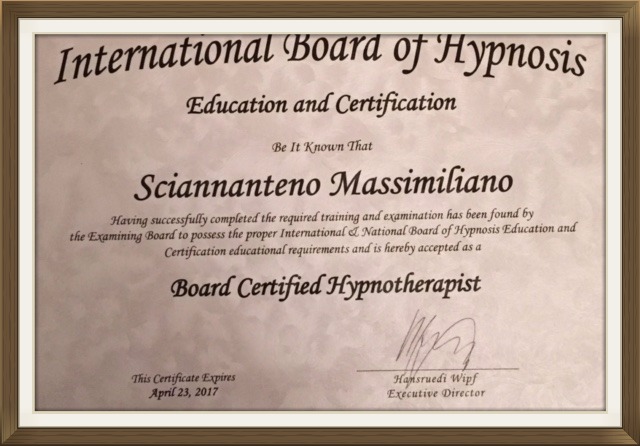 International Board of Hypnosis
Education and Certification
Be It Known That
Sciannanteno Massimiliano
Having successfully completed the required training and examination has been found by
the Examining Board to possess the proper International & National Board of Hypnosis Education and
Certification educational requirements and is hereby accepted as a
Board Certified Hypnotherapist
This Certificate Expires
April 23, 2017
Hansruedi Wipf
Executive Director